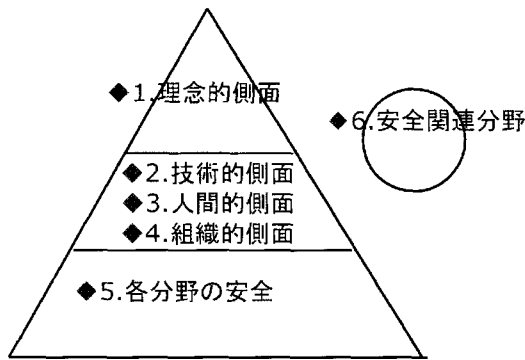 ◆1.理念的側面
◆6.安全関連分野
◆2.技術的側面
◆3.人間的側面
◆4.組織的側面
◆5.各分野の安全